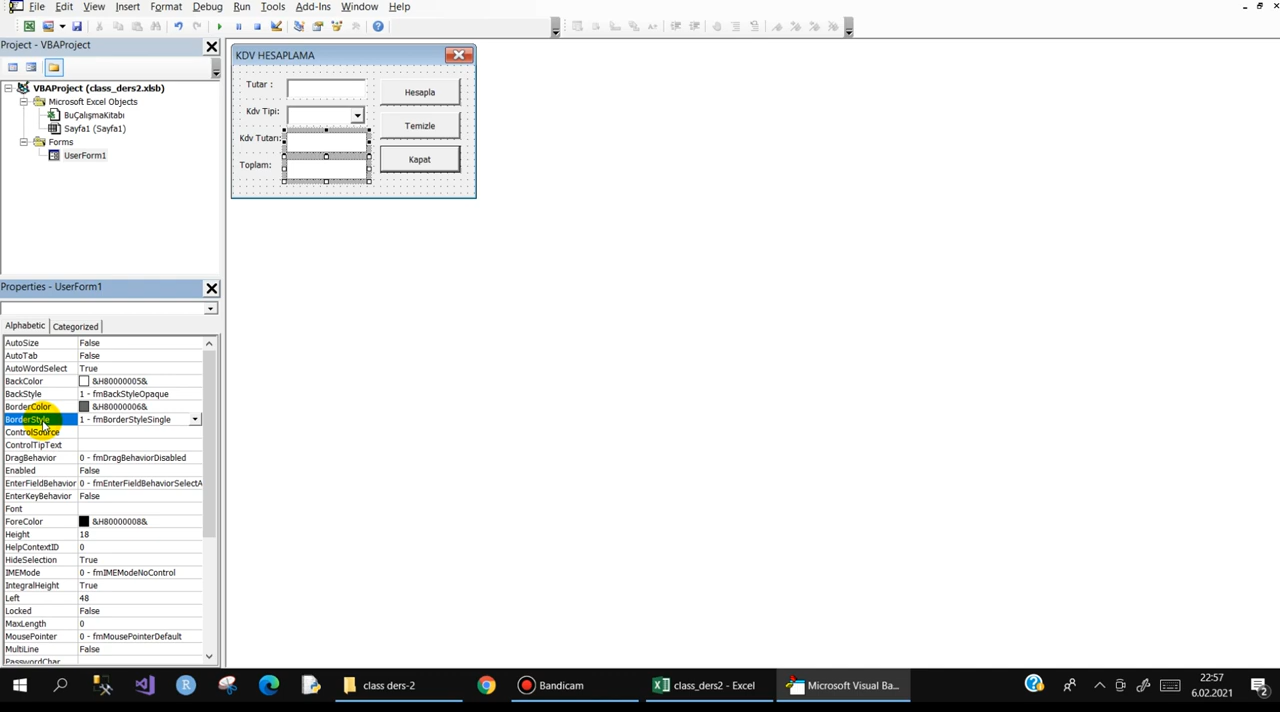 File Edit View Insert Format Debug Run Tools Add-Ins Window Help
Project - VBAProject
VBAProject (class_ders2.xlsb)
Microsoft Excel Objects
BuÇalışmaKitabı
Sayfa1 (Sayfa1)
Forms
UserForm1
KDV HESAPLAMA
Tutar :
Hesapla
Kdv Tipi:
Temizle
Kdv Tutarı:
Kapat
Toplam:
Properties - UserForm1
Alphabetic Categorized
AutoSize False
AutoTab False
AutoWordSelect True
BackColor &H80000005&
BackStyle 1 - fmBackStyleOpaque
BorderColor &H80000006&
BorderStyle 1 - fmBorderStyleSingle
ControlSource
ControlTipText
DragBehavior 0 - fmDragBehaviorDisabled
Enabled False
EnterFieldBehavior 0 - fmEnterFieldBehaviorSelectA
EnterKeyBehavior False
Font
ForeColor &H80000008&
Height 18
HelpContextID 0
HideSelection True
IMEMode 0 - fmIMEModeNoControl
IntegralHeight True
Left 48
Locked False
MaxLength 0
MousePointer 0 - fmMousePointerDefault
MultiLine False
PasswordChar
class ders-2
Bandicam
class_ders2 - Excel
Microsoft Visual Ba...
22:57
6.02.2021
2